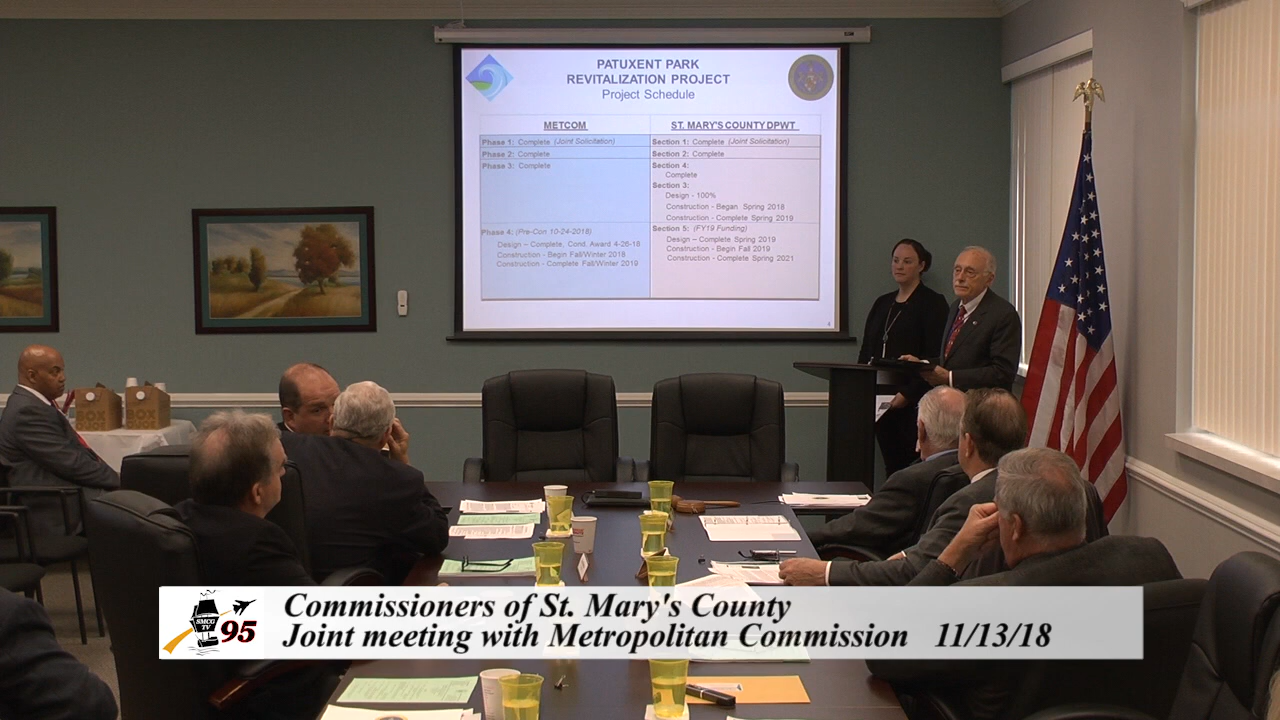 PATUXENT PARK
REVITALIZATION PROJECT
Project Schedule
METCOM
Phase 1: Complete (Joint Solicitation)
Phase 2: Complete
Phase 3: Complete
Phase 4: (Pre-Con 10-24-2018)
Design – Complete, Cond. Award 4-26-18
Construction - Begin Fall/Winter 2018
Construction - Complete Fall/Winter 2019
ST. MARY'S COUNTY DPWT
Section 1: Complete (Joint Solicitation)
Section 2: Complete
Section 4:
Complete
Section 3:
Design - 100%
Construction - Began Spring 2018
Construction - Complete Spring 2019
Section 5: (FY19 Funding)
Design – Complete Spring 2019
Construction - Begin Fall 2019
Construction - Complete Spring 2021
BOX
BOX
SMCG
TV
95
Commissioners of St. Mary's County
Joint meeting with Metropolitan Commission 11/13/18